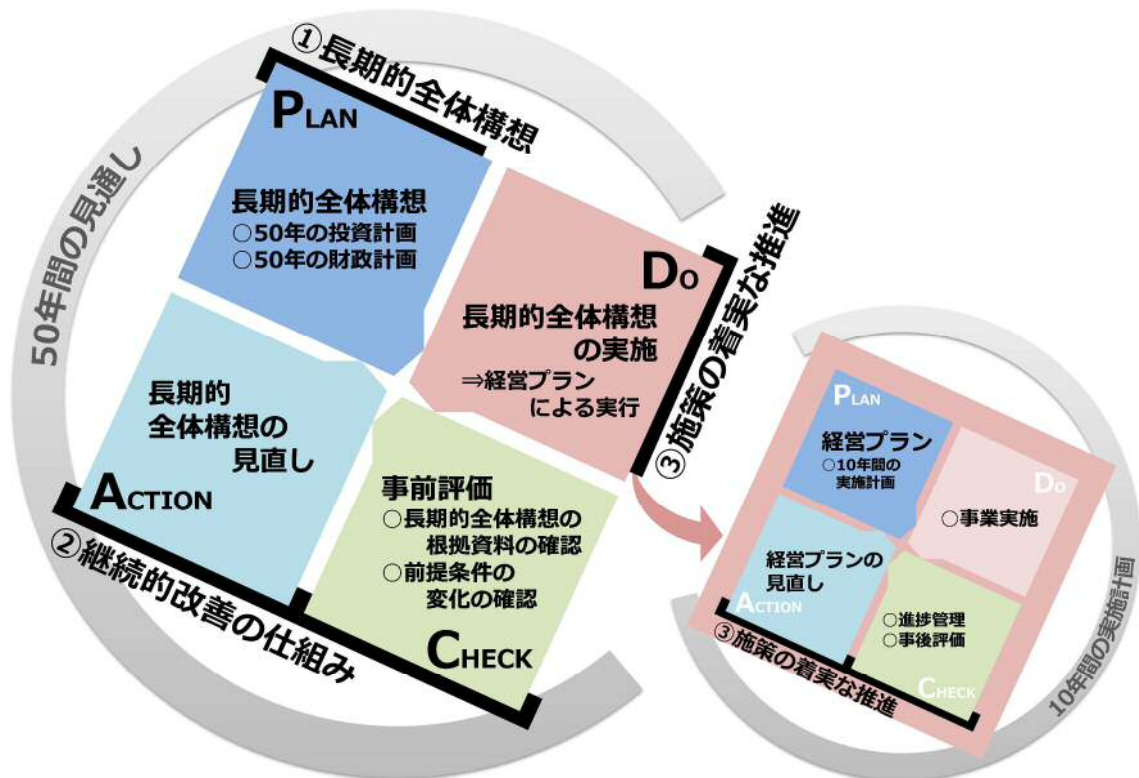 50年間の見通し
①長期的全体構想
PLAN
長期的全体構想
○50年の投資計画
○50年の財政計画
DO
長期的全体構想
の実施
⇒経営プラン
による実行
③施策の着実な推進
長期的
全体構想の
見直し
ACTION
事前評価
○長期的全体構想の
根拠資料の確認
○前提条件の
変化の確認
CHECK
②継続的改善の仕組み
PLAN
経営プラン
○10年間の
実施計画
DO
○事業実施
経営プランの
見直し
ACTION
○進捗管理
○事後評価
CHECK
③施策の着実な推進
10年間の実施計画